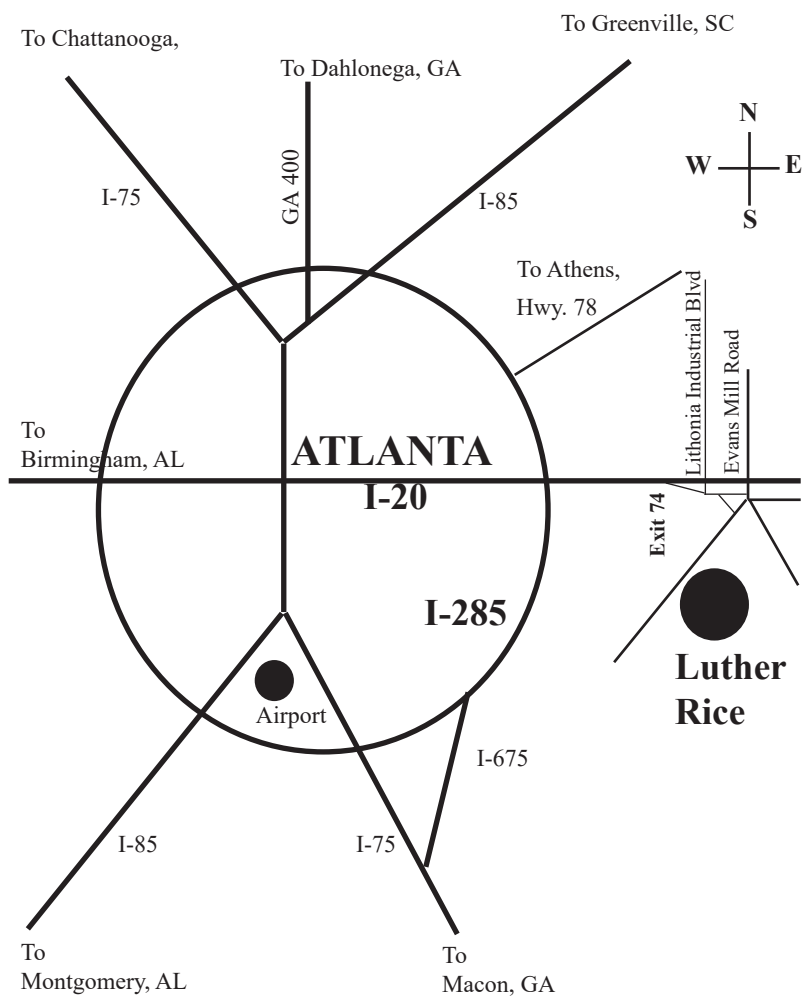 To Greenville, SC
To Chattanooga,
To Dahlonega, GA
N
W
E
S
GA 400
I-75
I-85
To Athens,
Hwy. 78
Lithonia Industrial Blvd
Evans Mill Road
To
Birmingham, AL
ATLANTA
I-20
Exit 74
I-285
Luther
Rice
Airport
I-675
I-85
I-75
To
Montgomery, AL
To
Macon, GA